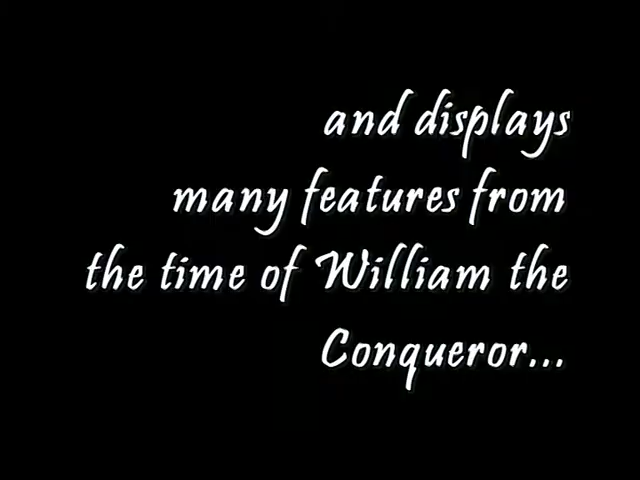 and displays
many features from
the time of William the
Conqueror...